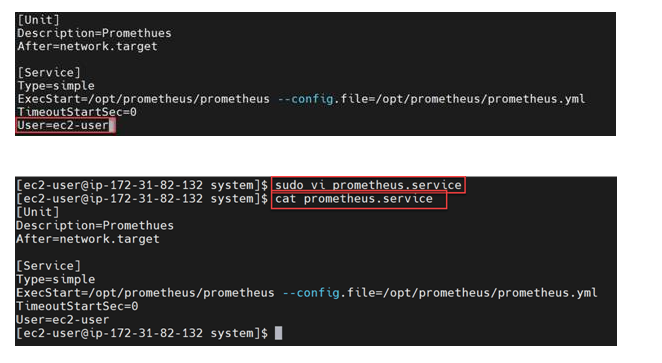 [Unit]
Description=Promethues
After=network.target
[Service]
Type=simple
ExecStart=/opt/prometheus/prometheus --config.file=/opt/prometheus/prometheus.yml
TimeoutStartSec=0
User=ec2-user
[ec2-user@ip-172-31-82-132 system]$ sudo vi prometheus.service
[ec2-user@ip-172-31-82-132 system]$ cat prometheus.service
[Unit]
Description=Promethues
After=network.target
[Service]
Type=simple
ExecStart=/opt/prometheus/prometheus --config.file=/opt/prometheus/prometheus.yml
TimeoutStartSec=0
User=ec2-user
[ec2-user@ip-172-31-82-132 system]$